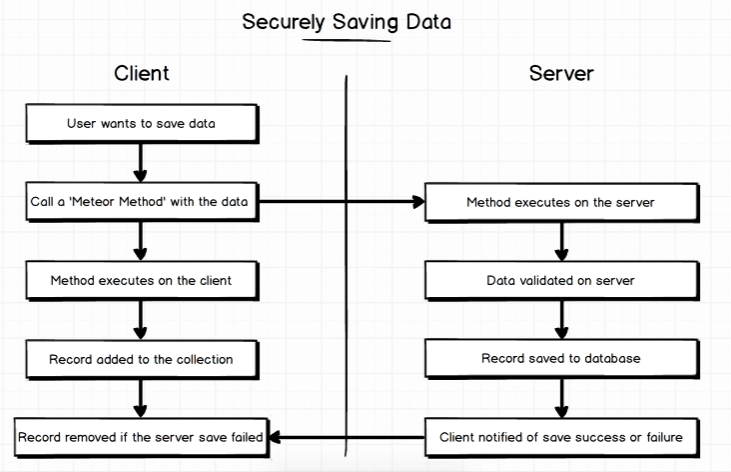 Securely Saving Data
Client
Server
User wants to save data
Call a 'Meteor Method' with the data
Method executes on the server
Method executes on the client
Data validated on server
Record added to the collection
Record saved to database
Record removed if the server save failed
Client notified of save success or failure